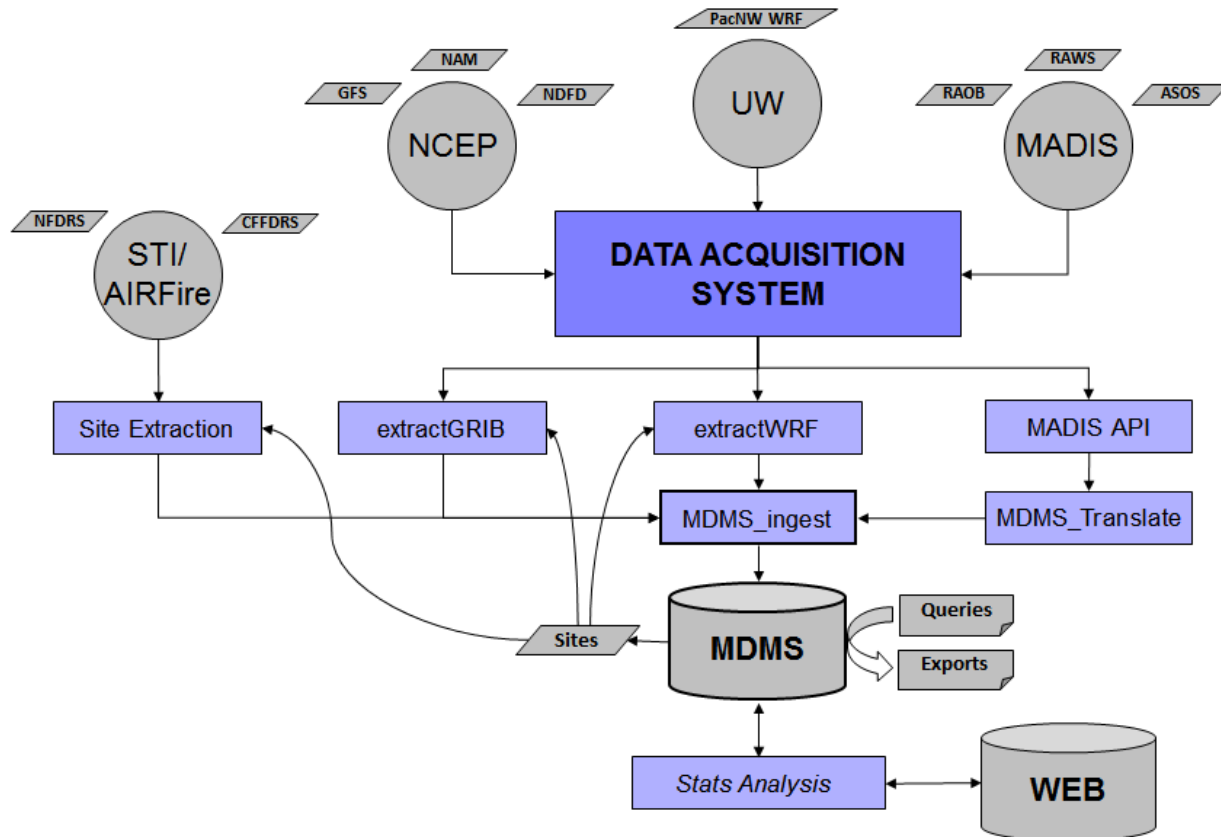 PacNW WRF
NAM
GFS
NDFD
NCEP
UW
RAWS
RAOB
ASOS
MADIS
NFDRS
CFFDRS
STI/
AIRFire
DATA ACQUISITION
SYSTEM
Site Extraction
extractGRIB
extractWRF
MADIS API
MDMS_ingest
MDMS_Translate
Sites
MDMS
Queries
Exports
Stats Analysis
WEB